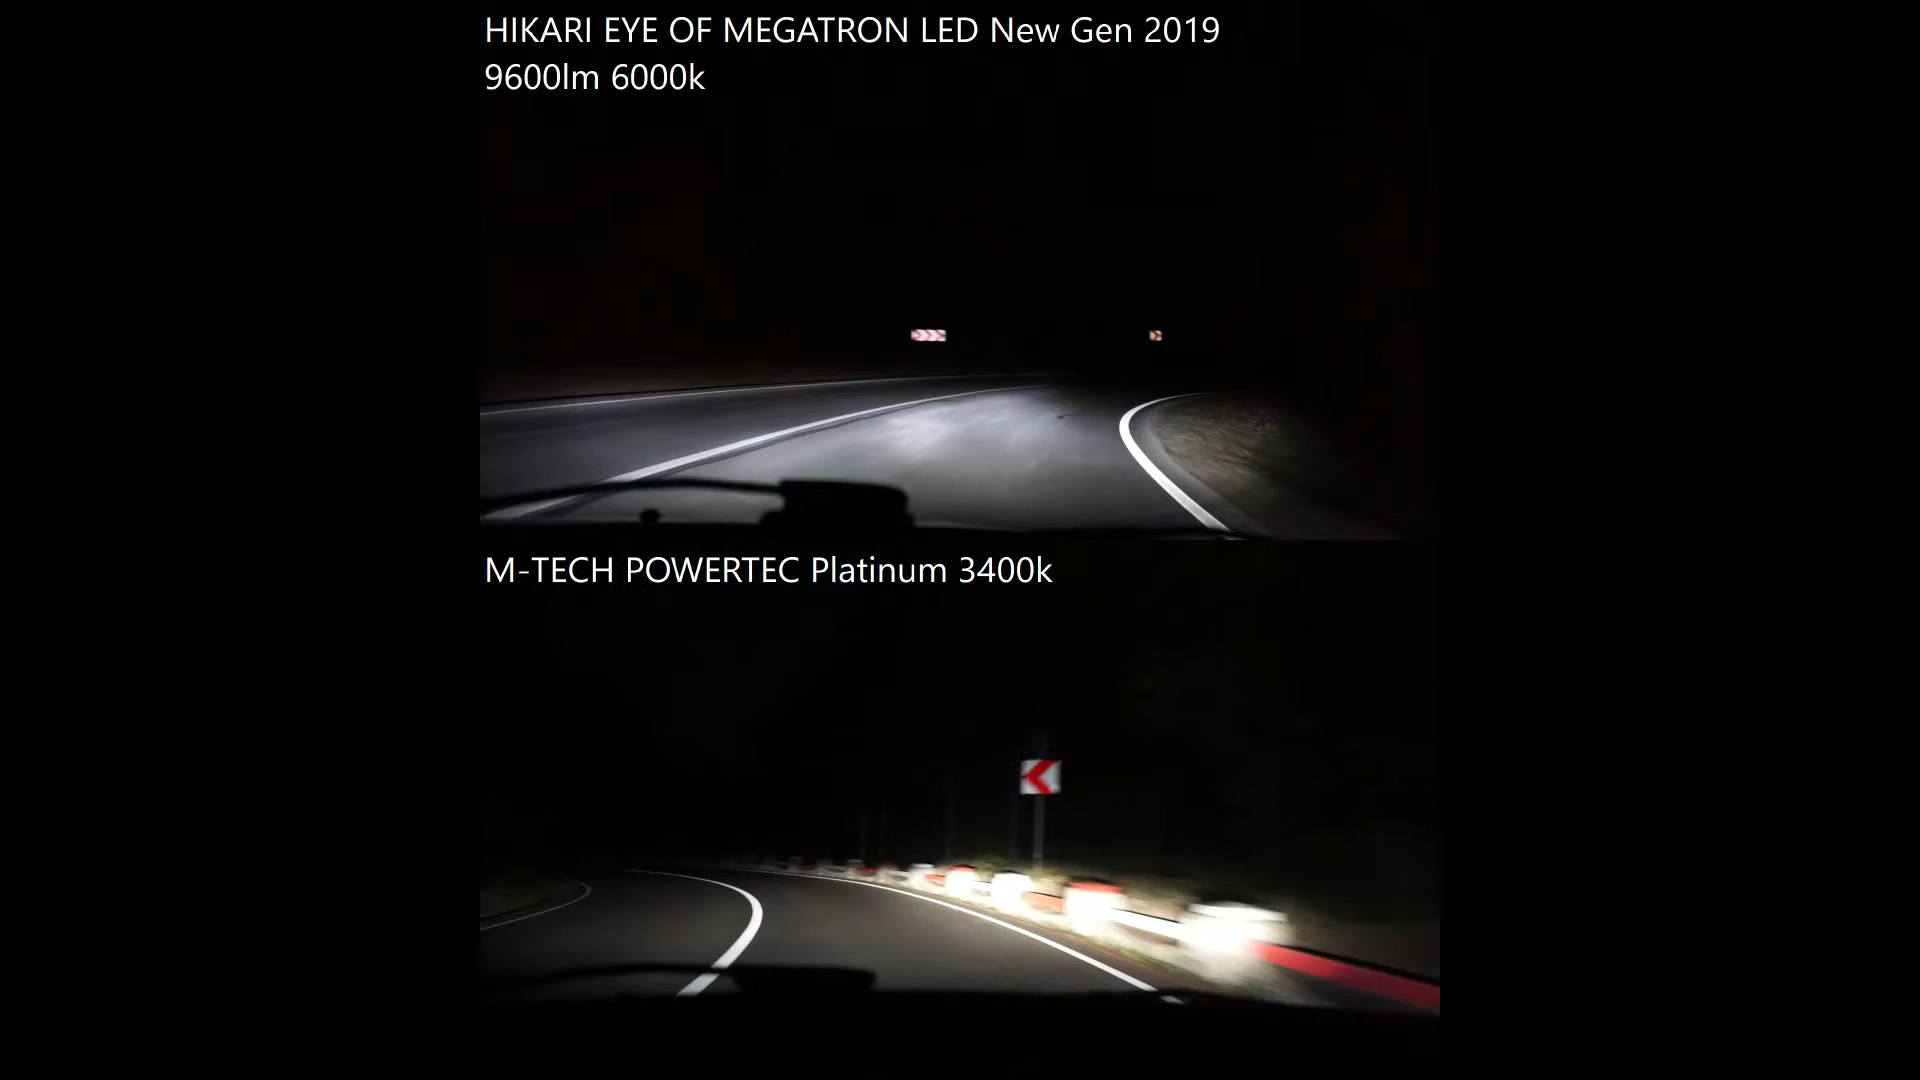 HIKARI EYE OF MEGATRON LED New Gen 2019
9600lm 6000k
M-TECH POWERTEC Platinum 3400k